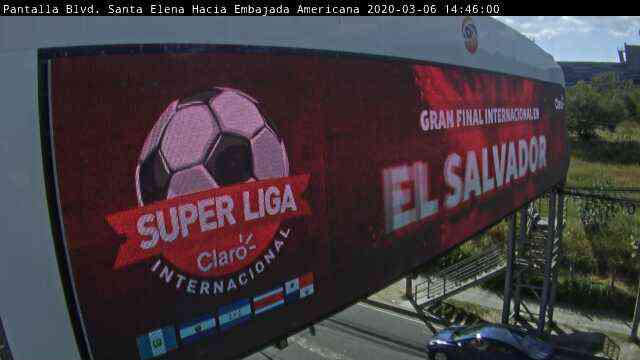 Pantalla Blvd. Santa Elena Hacia Embajada Americana 2020-03-06 14:46:00
SUPER LIGA
Claro
INTERNACIONAL
GRAN FINAL INTERNACIONAL EN
EL SALVADOR
Claro